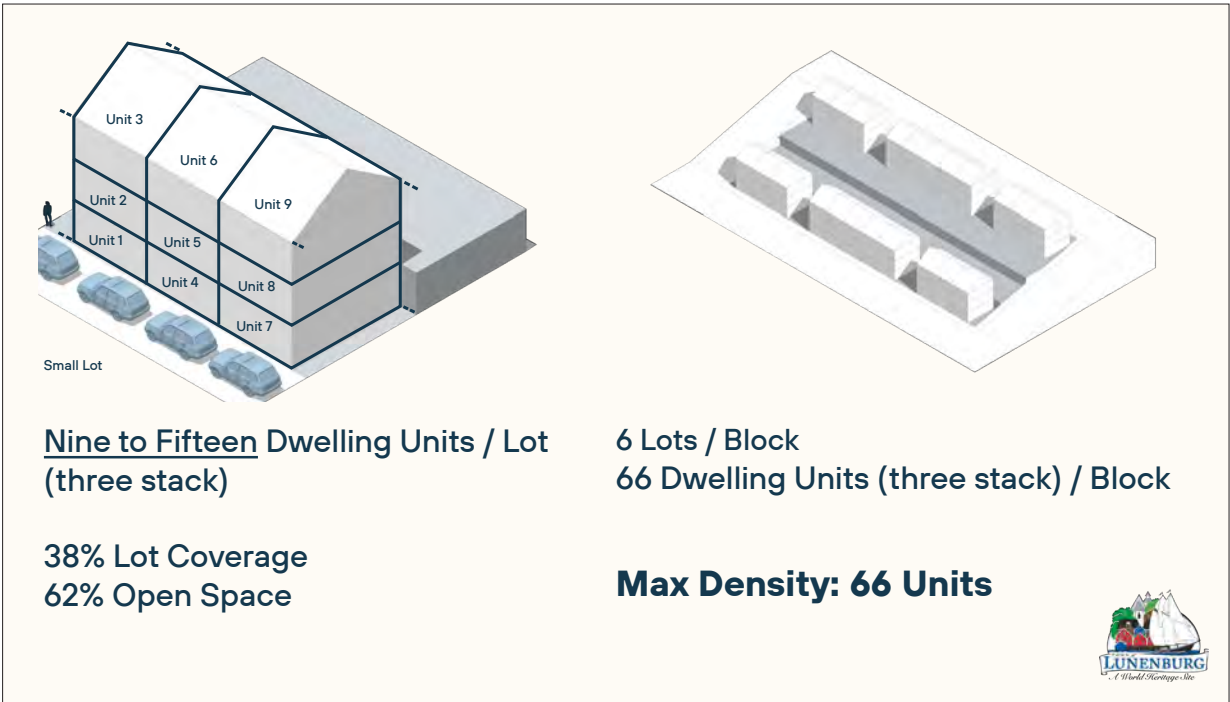 Unit 3
Unit 6
Unit 9
Unit 2
Unit 1
Unit 5
Unit 4
Unit 8
Unit 7
Small Lot
Nine to Fifteen Dwelling Units / Lot
(three stack)
38% Lot Coverage
62% Open Space
6 Lots / Block
66 Dwelling Units (three stack) / Block
Max Density: 66 Units
LUNENBURG
A World Heritage Site